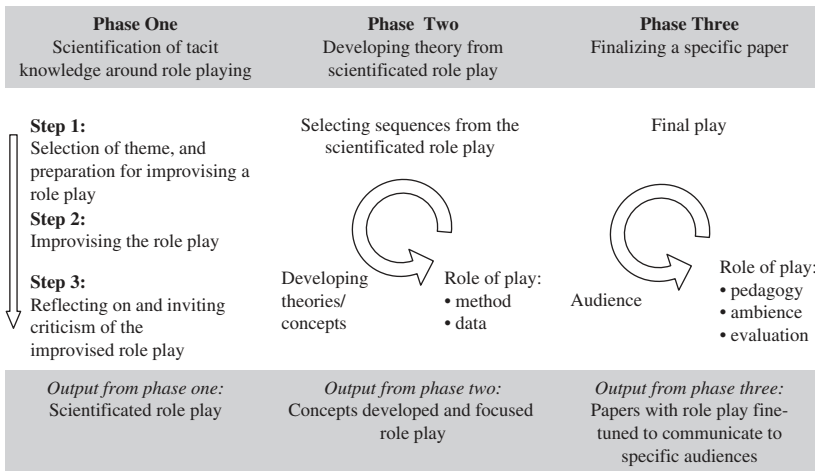 Phase One
Scientification of tacit
knowledge around role playing
Phase Two
Developing theory from
scientificated role play
Phase Three
Finalizing a specific paper
Step 1:
Selection of theme, and
preparation for improvising a
role play
Step 2:
Improvising the role play
Step 3:
Reflecting on and inviting
criticism of the
improvised role play
Selecting sequences from the
scientificated role play
Developing
theories/
concepts
Role of play:
• method
• data
Final play
Audience
Role of play:
• pedagogy
• ambience
• evaluation
Output from phase one:
Scientificated role play
Output from phase two:
Concepts developed and focused
role play
Output from phase three:
Papers with role play fine-
tuned to communicate to
specific audiences